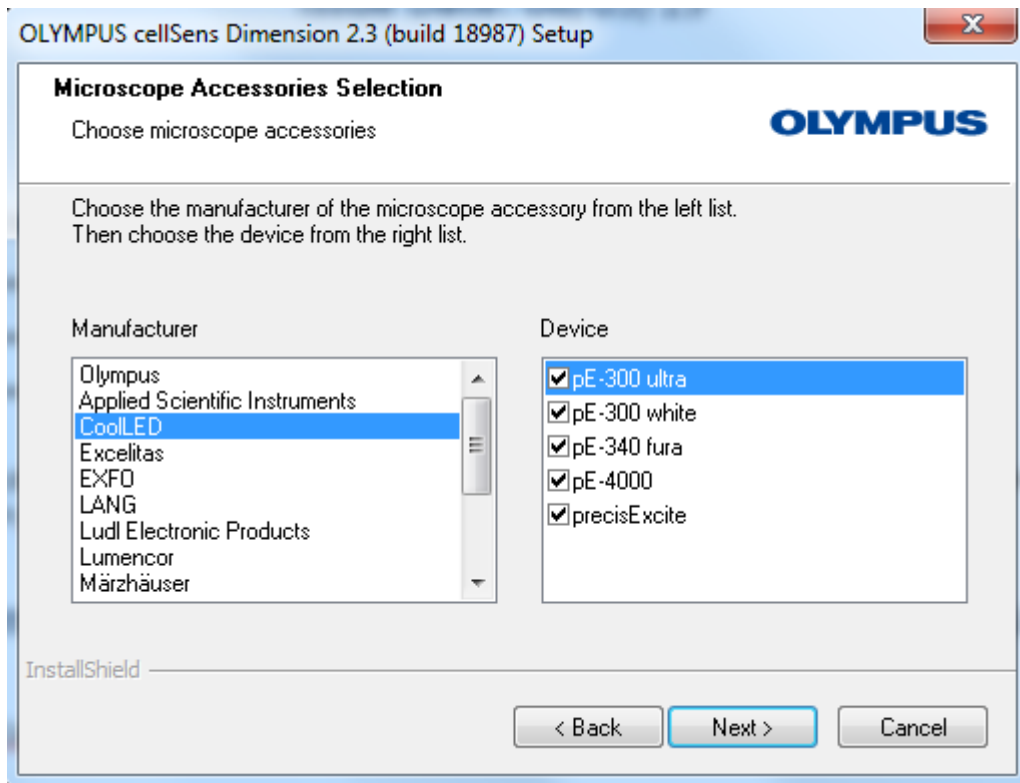 OLYMPUS cellSens Dimension 2.3 (build 18987) Setup
Microscope Accessories Selection
Choose microscope accessories
OLYMPUS
Choose the manufacturer of the microscope accessory from the left list.
Then choose the device from the right list.
Manufacturer
Olympus
Applied Scientific Instruments
CoolLED
Excelitas
EXFO
LANG
Ludl Electronic Products
Lumencor
Märzhäuser
Device
pE-300 ultra
pE-300 white
pE-340 fura
pE-4000
precisExcite
InstallShield
< Back
Next >
Cancel